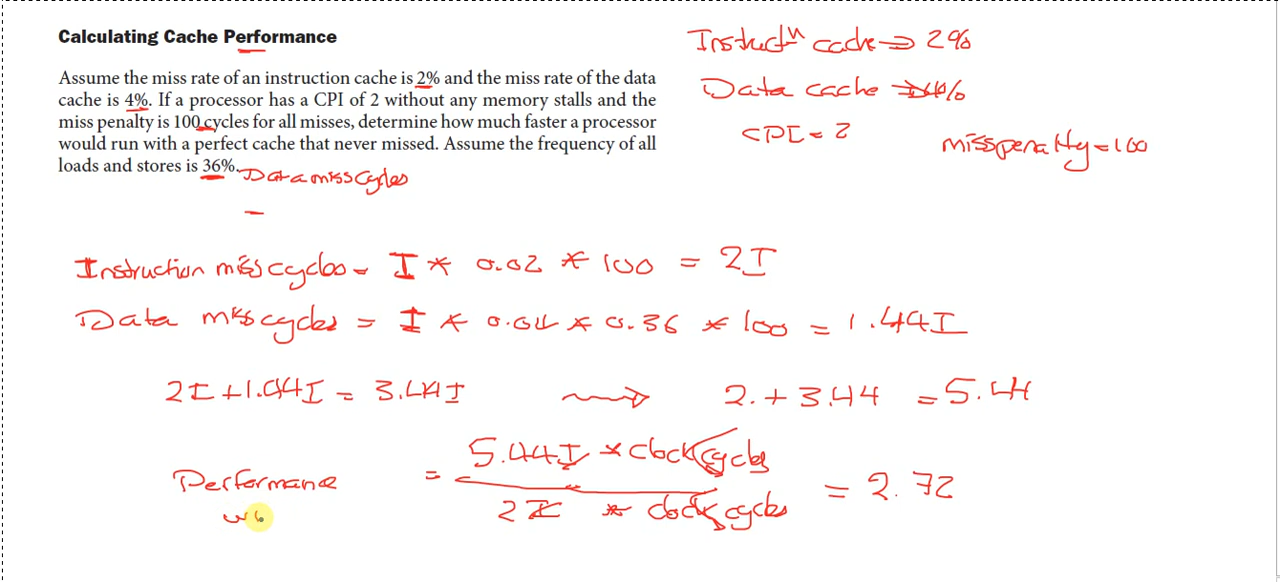 Calculating Cache Performance
Assume the miss rate of an instruction cache is 2% and the miss rate of the data
cache is 4%. If a processor has a CPI of 2 without any memory stalls and the
miss penalty is 100 cycles for all misses, determine how much faster a processor
would run with a perfect cache that never missed. Assume the frequency of all
loads and stores is 36%.
Instructn cache → 2%
Data cache → 4%
CPI = 2
miss penalty = 100
Data miss cycles
=
Instruction miss cycles = I * 0.02 * 100 = 2I
Data miss cycles = I * 0.04 * 0.36 * 100 = 1.44I
2I + 1.44I = 3.44I → 2.+ 3.44 = 5.44
Performance = 5.44I * clock cycles / 2I * clock cycles = 2.72